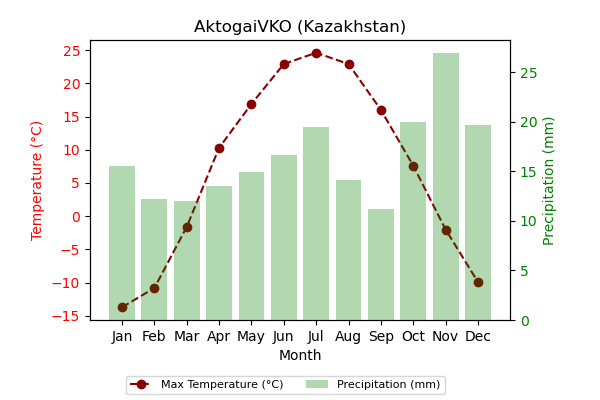 AktogaiVKO (Kazakhstan)
25
20
15
10
5
0
−5
−10
−15
Temperature (°C)
25
20
15
10
5
0
Precipitation (mm)
Jan Feb Mar Apr May Jun Jul Aug Sep Oct Nov Dec
Month
Max Temperature (°C) Precipitation (mm)